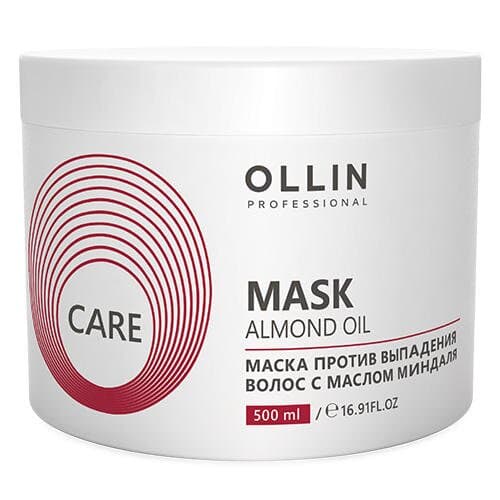 OLLIN
PROFESSIONAL
CARE
MASK
ALMOND OIL
МАСКА ПРОТИВ ВЫПАДЕНИЯ
ВОЛОС С МАСЛОМ МИНДАЛЯ
500 ml / ℮16.91FL.OZ